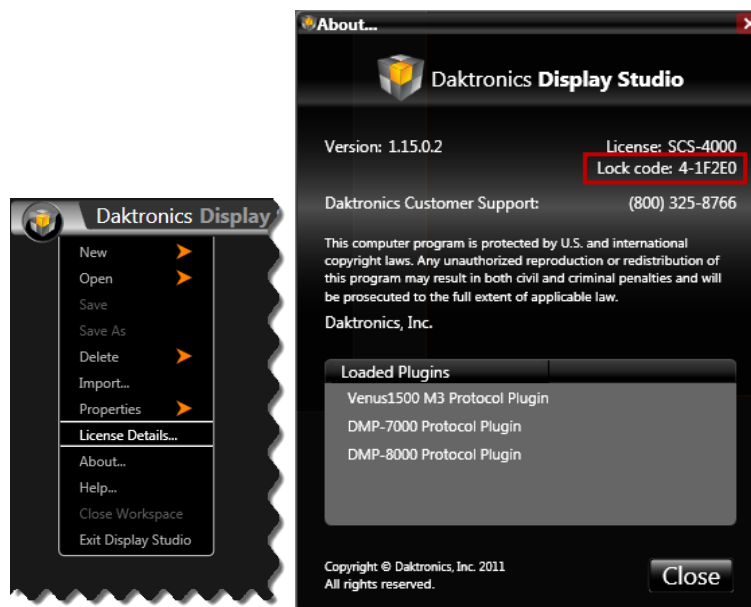 Daktronics Display
New
Open
Save
Save As
Delete
Import...
Properties
License Details...
About...
Help...
Close Workspace
Exit Display Studio
About...
Daktronics Display Studio
Version: 1.15.0.2
License: SCS-4000
Lock code: 4-1F2E0
Daktronics Customer Support:
(800) 325-8766
This computer program is protected by U.S. and international
copyright laws. Any unauthorized reproduction or redistribution of
this program may result in both civil and criminal penalties and will
be prosecuted to the full extent of applicable law.
Daktronics, Inc.
Loaded Plugins
Venus1500 M3 Protocol Plugin
DMP-7000 Protocol Plugin
DMP-8000 Protocol Plugin
Copyright © Daktronics, Inc. 2011
All rights reserved.
Close